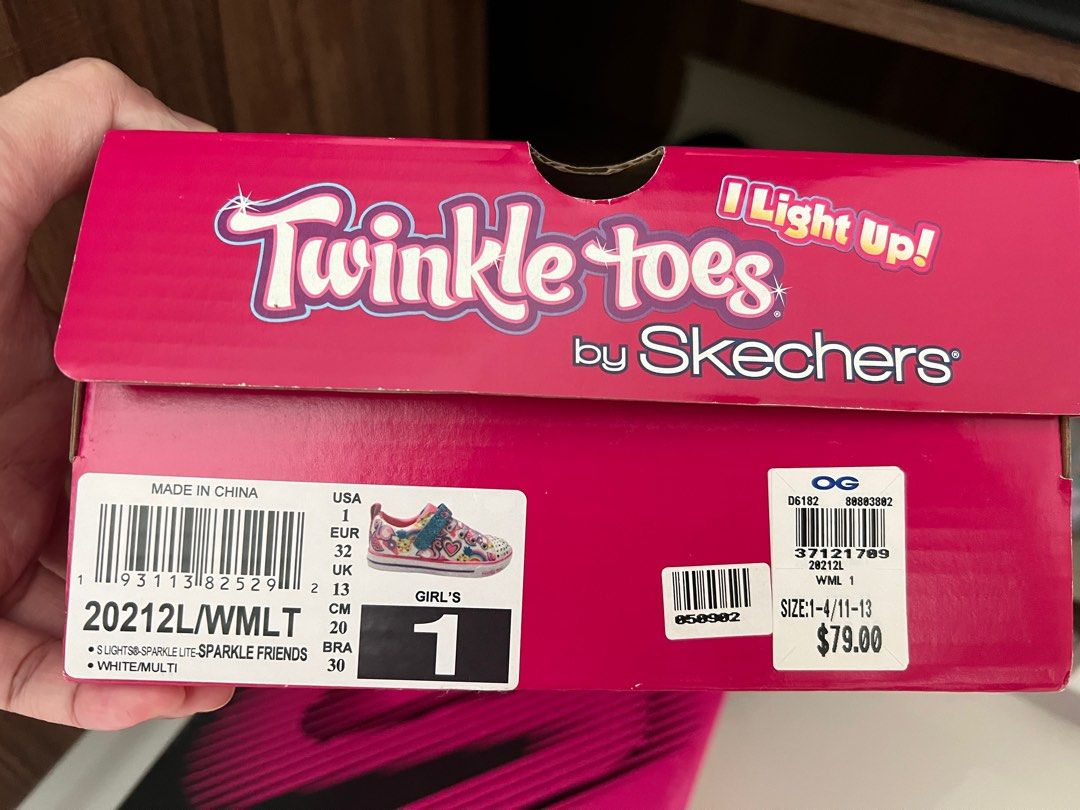 Twinkle toes®
I Light Up!
by Skechers®
MADE IN CHINA
1 93113 82529 2
20212L/WMLT
• S LIGHTS®-SPARKLE LITE-SPARKLE FRIENDS
• WHITE/MULTI
USA
1
EUR
32
UK
13
CM
20
BRA
30
GIRL'S
1
050902
OG
D6182 80803802
37121709
20212L
WML 1
SIZE:1-4/11-13
$79.00